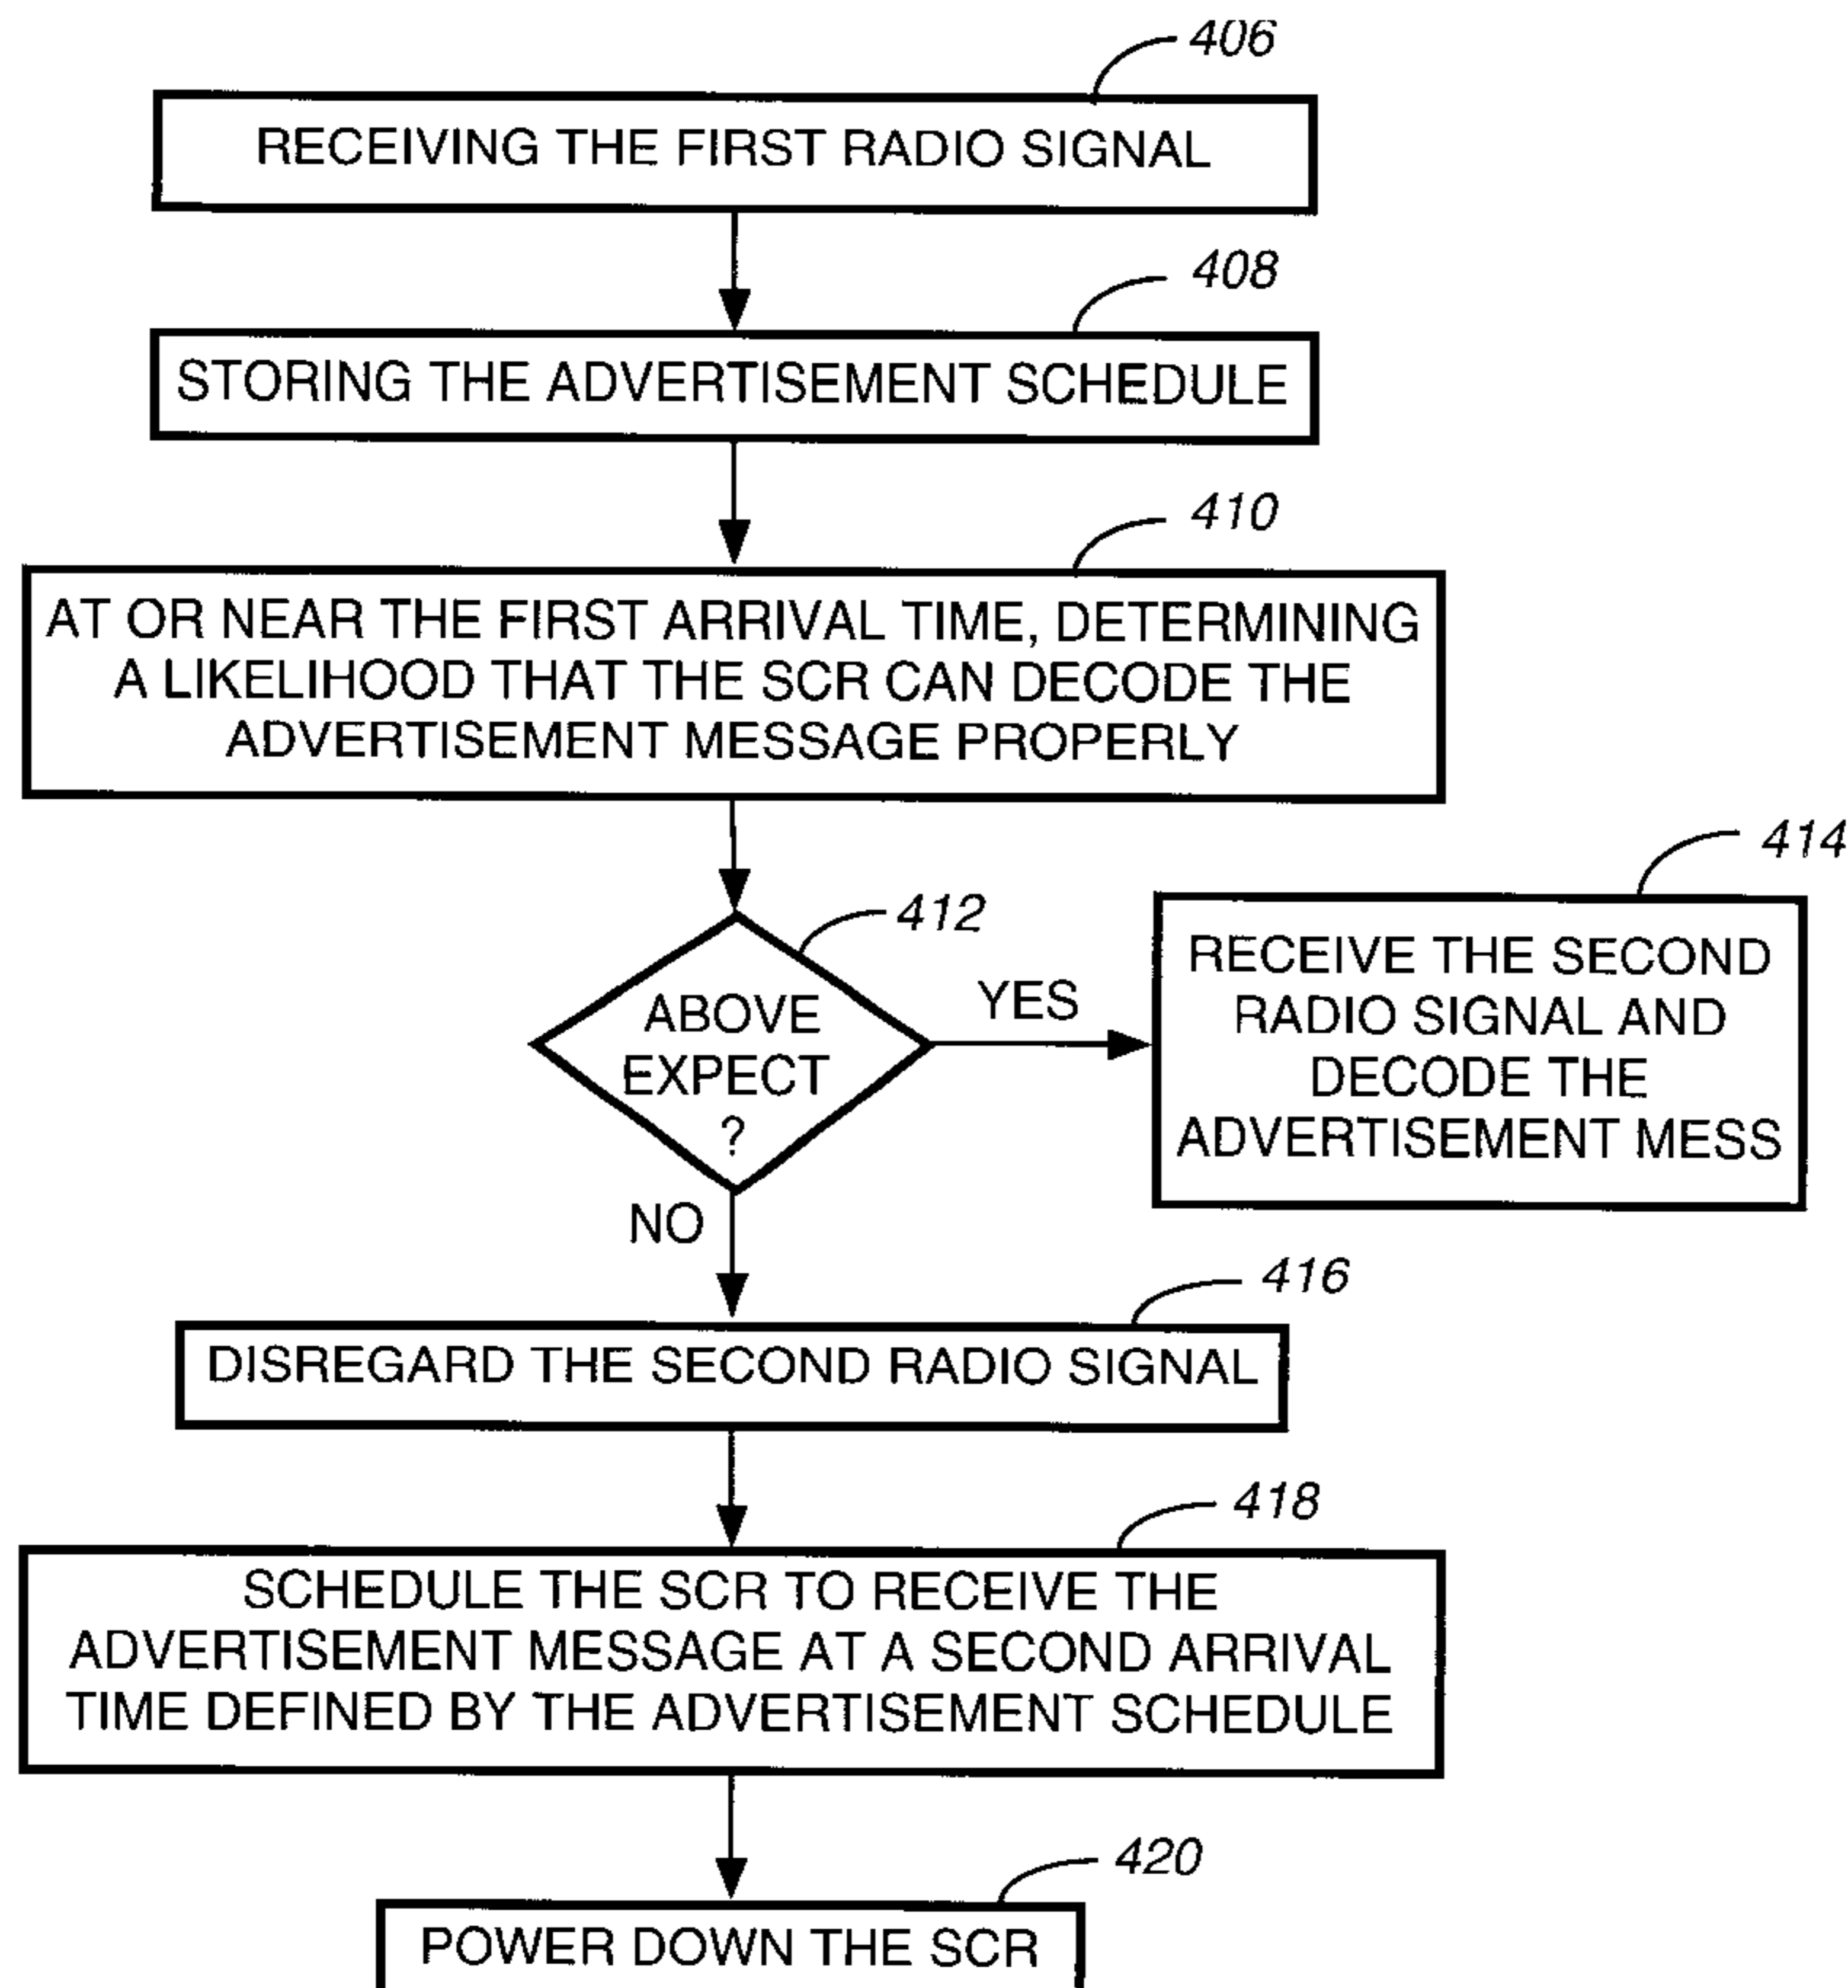 406
RECEIVING THE FIRST RADIO SIGNAL
408
STORING THE ADVERTISEMENT SCHEDULE
410
AT OR NEAR THE FIRST ARRIVAL TIME, DETERMINING
A LIKELIHOOD THAT THE SCR CAN DECODE THE
ADVERTISEMENT MESSAGE PROPERLY
412
ABOVE
EXPECT
?
YES
414
RECEIVE THE SECOND
RADIO SIGNAL AND
DECODE THE
ADVERTISEMENT MESS
NO
416
DISREGARD THE SECOND RADIO SIGNAL
418
SCHEDULE THE SCR TO RECEIVE THE
ADVERTISEMENT MESSAGE AT A SECOND ARRIVAL
TIME DEFINED BY THE ADVERTISEMENT SCHEDULE
420
POWER DOWN THE SCR